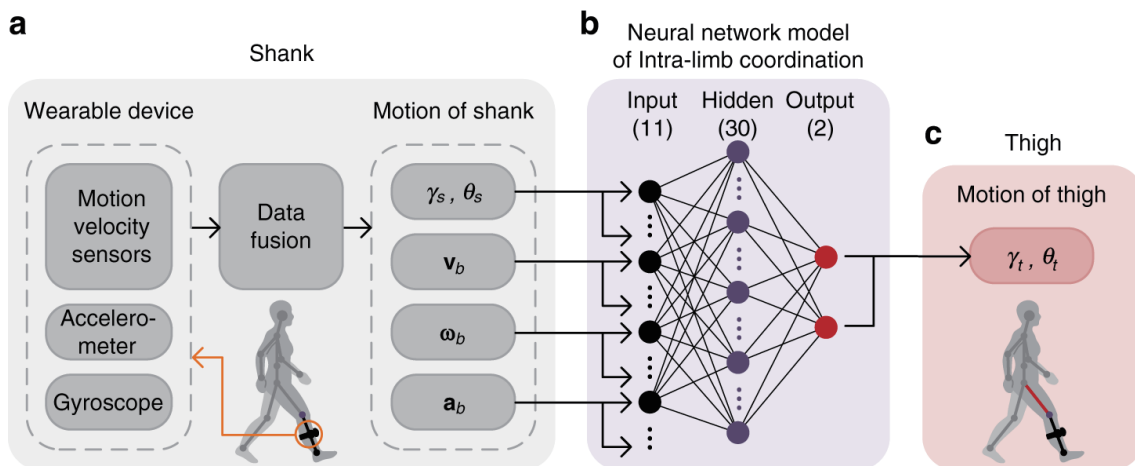 a
Shank
Wearable device
Motion
velocity
sensors
Accelero-
meter
Gyroscope
Data
fusion
Motion of shank
γs , θs
vb
ωb
ab
b
Neural network model
of Intra-limb coordination
Input
(11)
Hidden
(30)
Output
(2)
c
Thigh
Motion of thigh
γt , θt